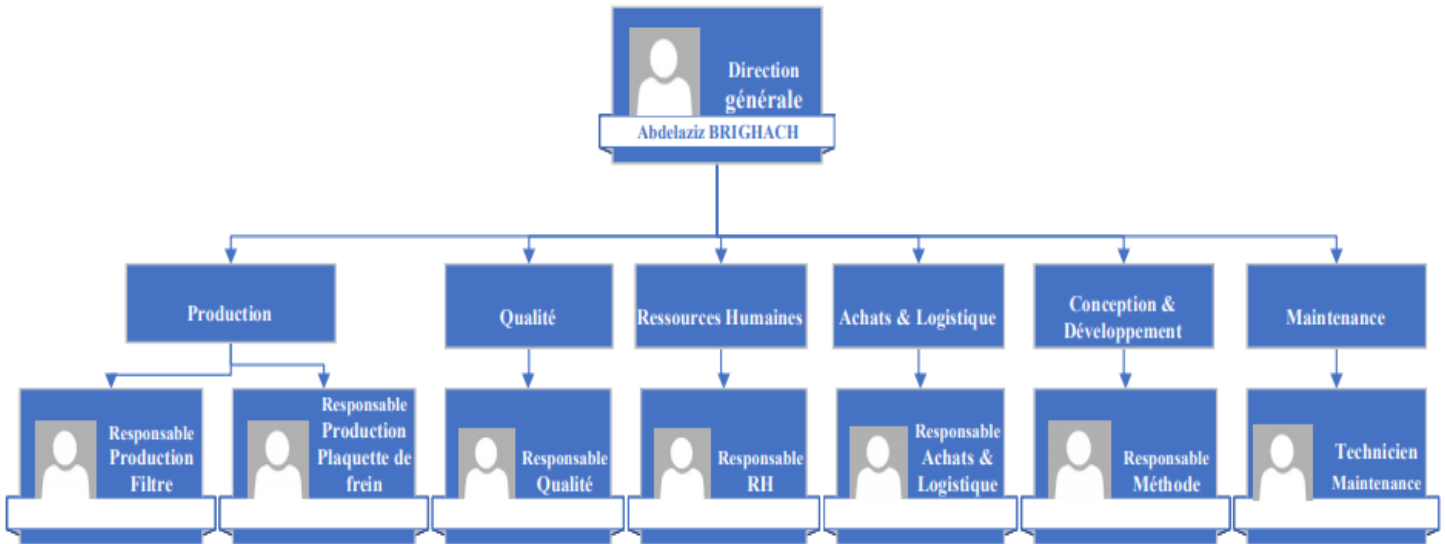 Direction
générale
Abdelaziz BRIGHACH
Production
Qualité
Ressources Humaines
Achats & Logistique
Conception &
Développement
Maintenance
Responsable
Production
Filtre
Responsable
Production
Plaquette de
frein
Responsable
Qualité
Responsable
RH
Responsable
Achats &
Logistique
Responsable
Méthode
Technicien
Maintenance